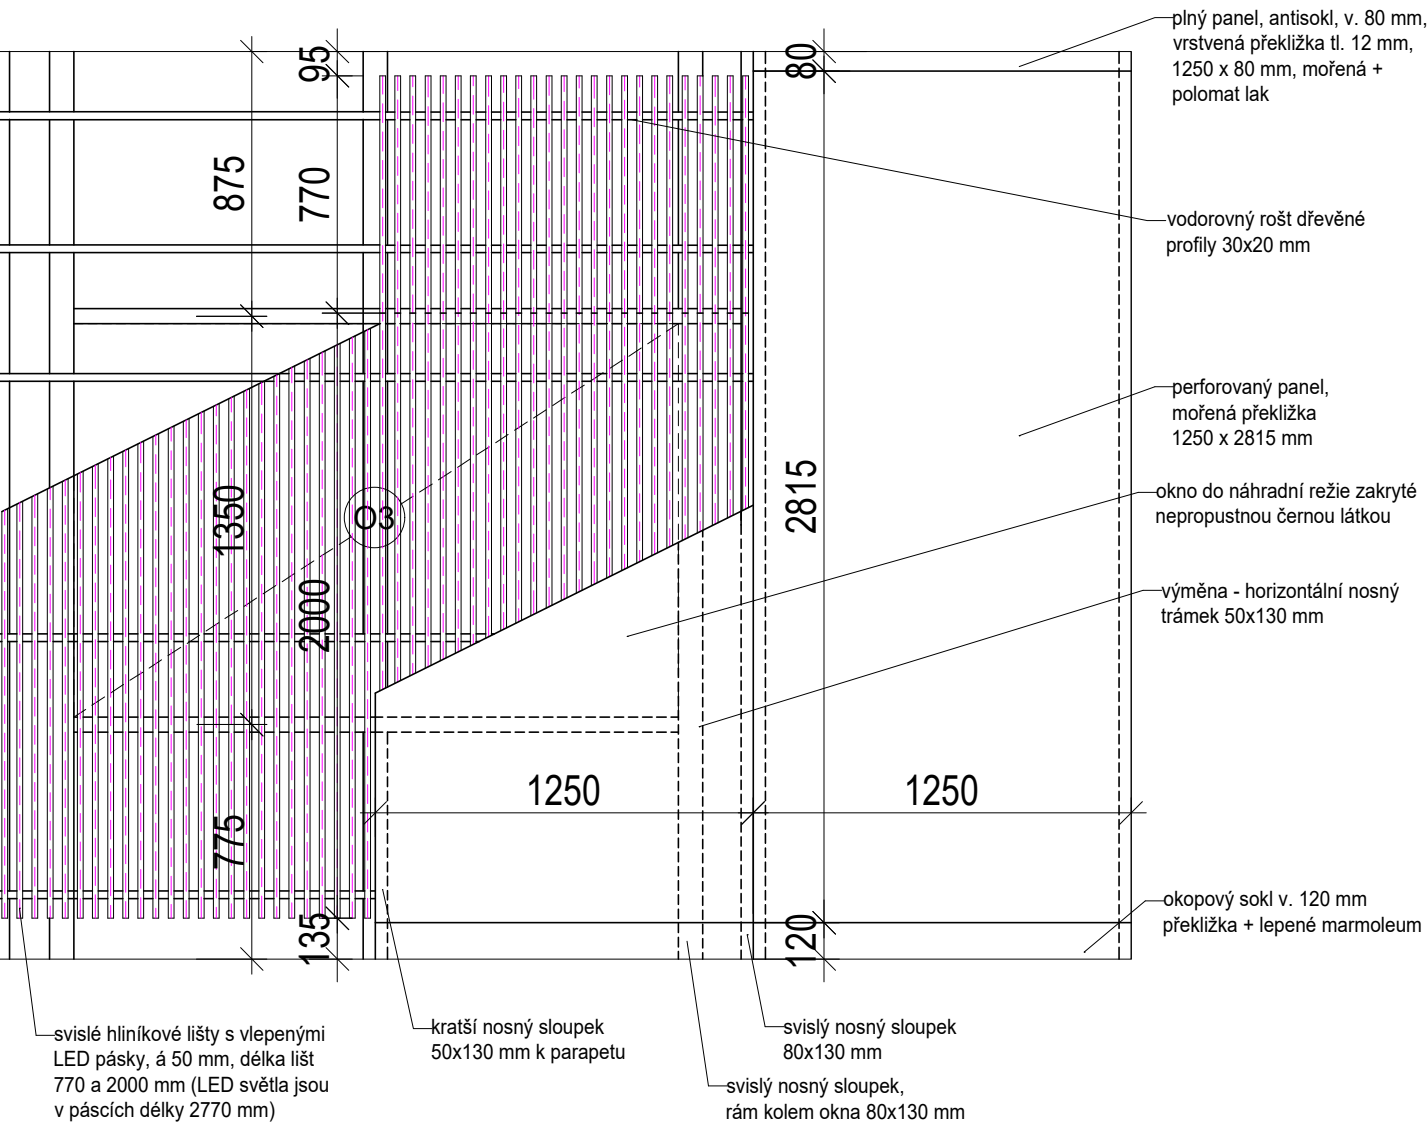 plný panel, antisokl, v. 80 mm,
vrstvená překližka tl. 12 mm,
1250 x 80 mm, mořená +
polomat lak
95
80
875
770
vodorovný rošt dřevěné
profily 30x20 mm
perforovaný panel,
mořená překližka
1250 x 2815 mm
2815
okno do náhradní režie zakryté
nepropustnou černou látkou
1350
O3
2000
výměna - horizontální nosný
trámek 50x130 mm
1250
1250
775
135
120
okopový sokl v. 120 mm
překližka + lepené marmoleum
svislé hliníkové lišty s vlepenými
LED pásky, á 50 mm, délka lišt
770 a 2000 mm (LED světla jsou
v páscích délky 2770 mm)
kratší nosný sloupek
50x130 mm k parapetu
svislý nosný sloupek
80x130 mm
svislý nosný sloupek,
rám kolem okna 80x130 mm